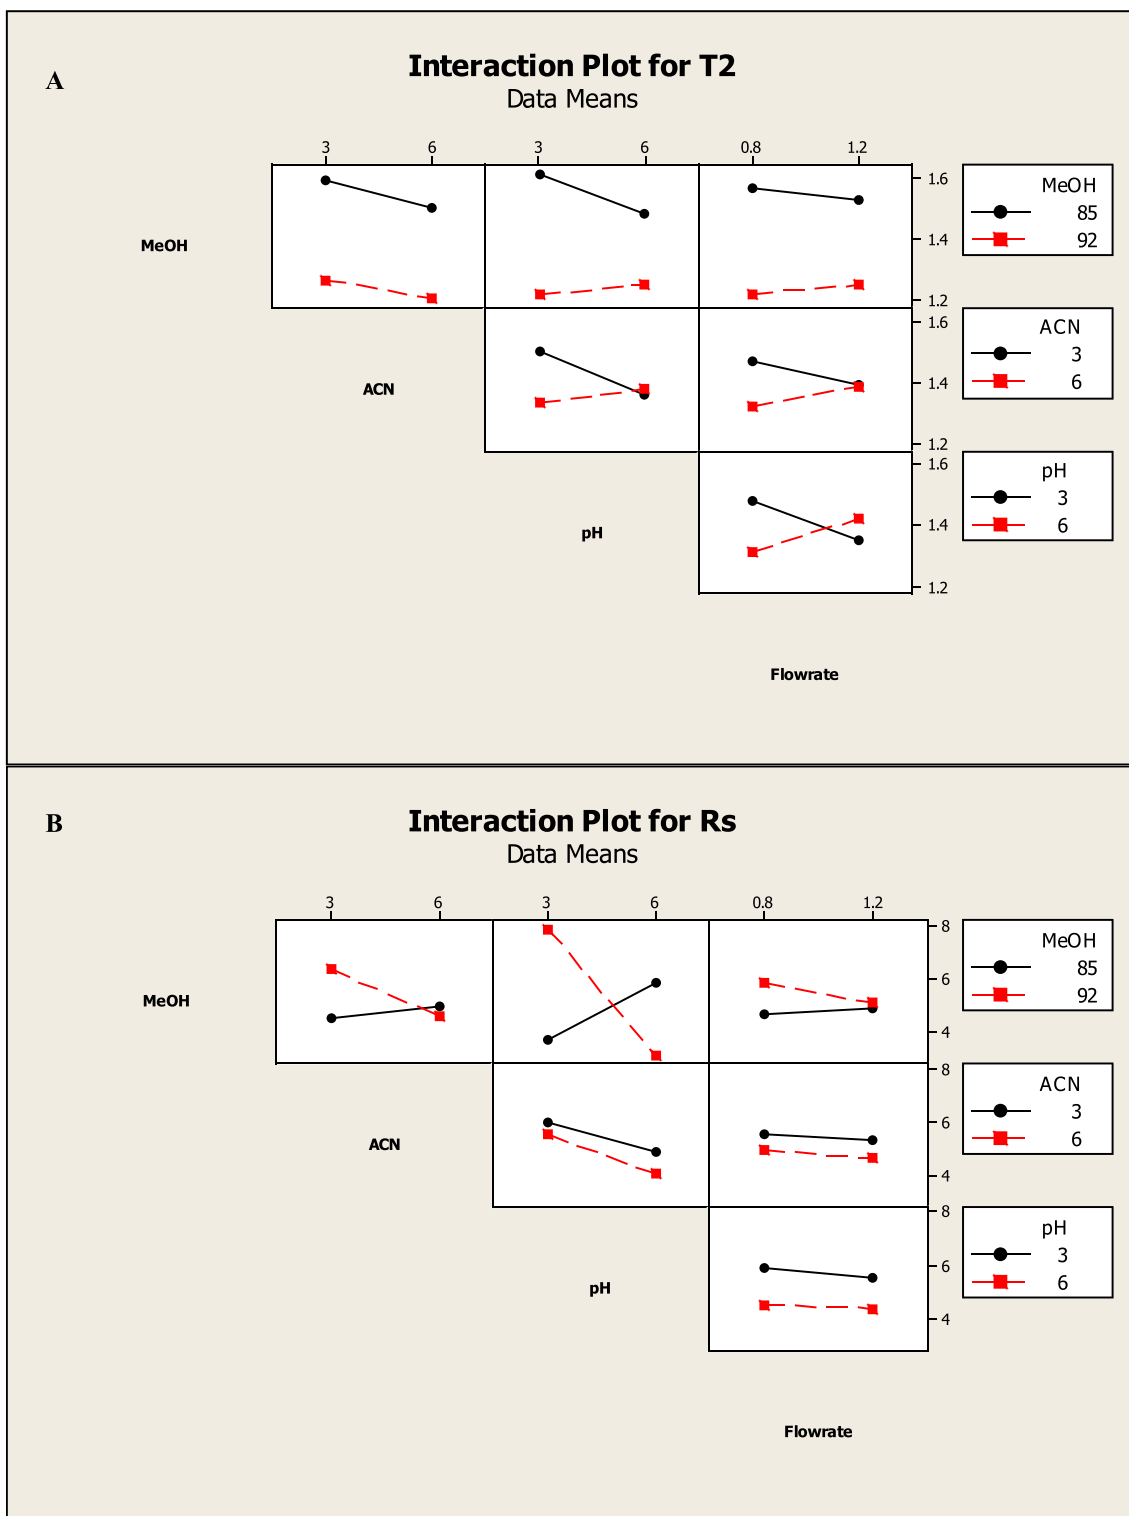 A
Interaction Plot for T2
Data Means
3 6 3 6 0.8 1.2
MeOH
1.6
1.4
1.2
MeOH
85
92
ACN
1.6
1.4
1.2
ACN
3
6
pH
1.6
1.4
1.2
pH
3
6
Flowrate
B
Interaction Plot for Rs
Data Means
3 6 3 6 0.8 1.2
MeOH
8
6
4
MeOH
85
92
ACN
8
6
4
ACN
3
6
pH
8
6
4
pH
3
6
Flowrate